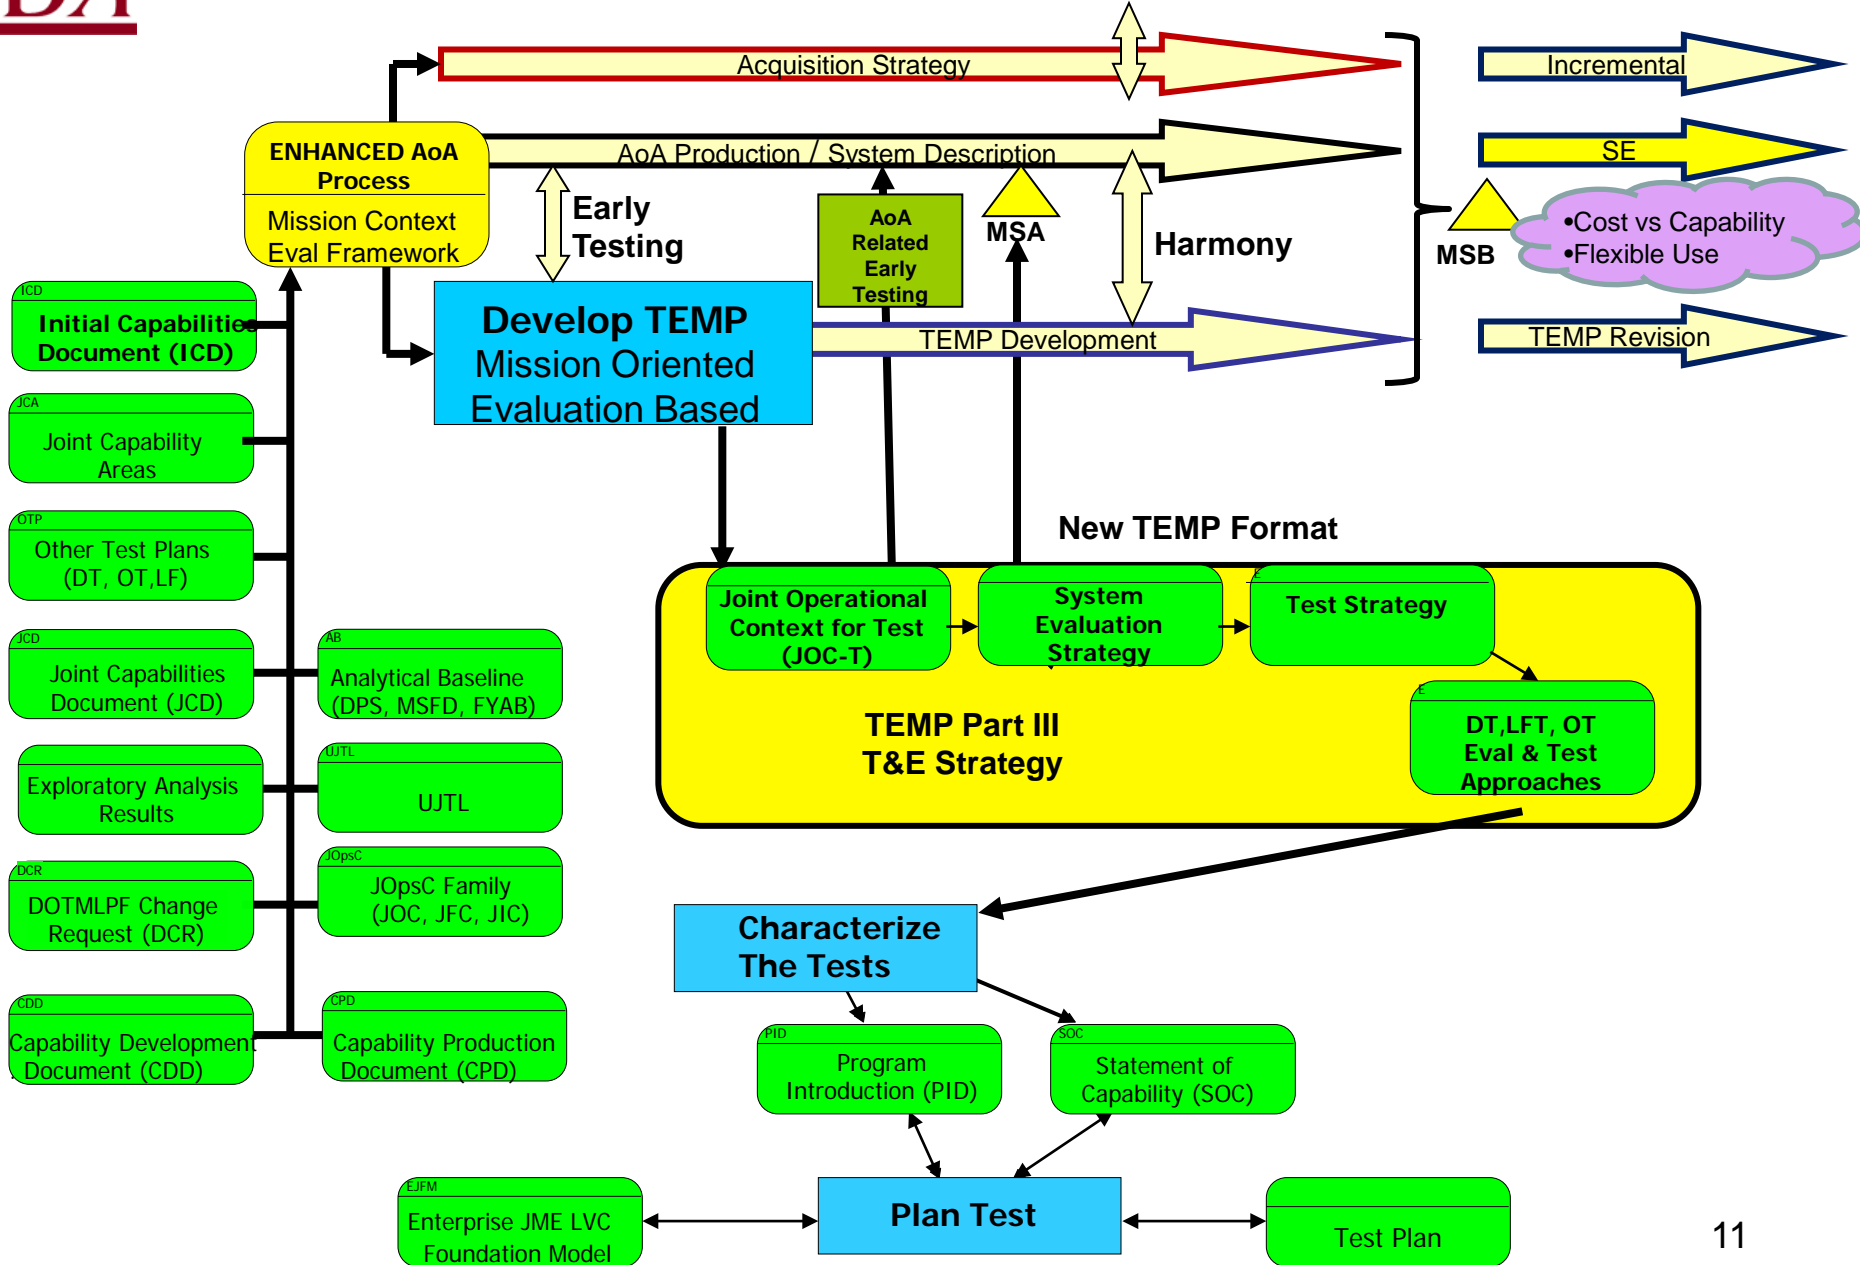 Acquisition Strategy
Incremental
ENHANCED AoA
Process
Mission Context
Eval Framework
AoA Production / System Description
SE
Early
Testing
AoA
Related
Early
Testing
MSA
Harmony
MSB
•Cost vs Capability
•Flexible Use
ICD
Initial Capabilities
Document (ICD)
Develop TEMP
Mission Oriented
Evaluation Based
TEMP Development
TEMP Revision
JCA
Joint Capability
Areas
OTP
Other Test Plans
(DT, OT,LF)
New TEMP Format
Joint Operational
Context for Test
(JOC-T)
System
Evaluation
Strategy
E
Test Strategy
E
DT,LFT, OT
Eval & Test
Approaches
TEMP Part III
T&E Strategy
JCD
Joint Capabilities
Document (JCD)
AB
Analytical Baseline
(DPS, MSFD, FYAB)
Exploratory Analysis
Results
UJTL
UJTL
DCR
DOTMLPF Change
Request (DCR)
JOpsC
JOpsC Family
(JOC, JFC, JIC)
Characterize
The Tests
CDD
Capability Development
Document (CDD)
CPD
Capability Production
Document (CPD)
PID
Program
Introduction (PID)
SOC
Statement of
Capability (SOC)
EJFM
Enterprise JME LVC
Foundation Model
Plan Test
Test Plan
11